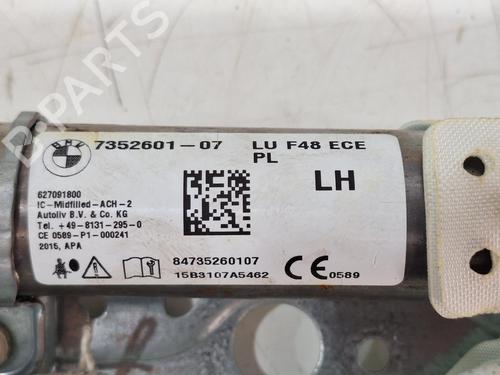 BMW
7352601-07 LU F48 ECE
PL
LH
627091800
IC-Midfilled-ACH-2
Autoliv B.V. & Co. KG
Tel. +49-8131-295-0
CE 0589-P1-000241
2015, APA
84735260107
15B3107A5462
CE 0589